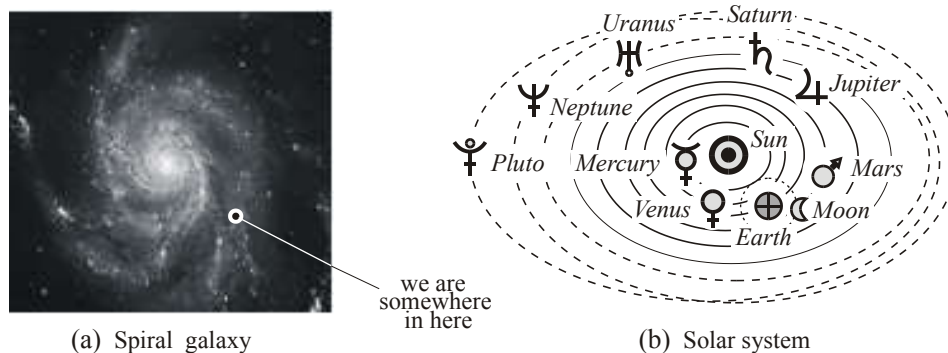 we are
somewhere
in here
(a) Spiral galaxy
(b)
Uranus
Saturn
Jupiter
Neptune
Sun
Pluto
Mercury
Mars
Venus
Moon
Earth
(b) Solar system